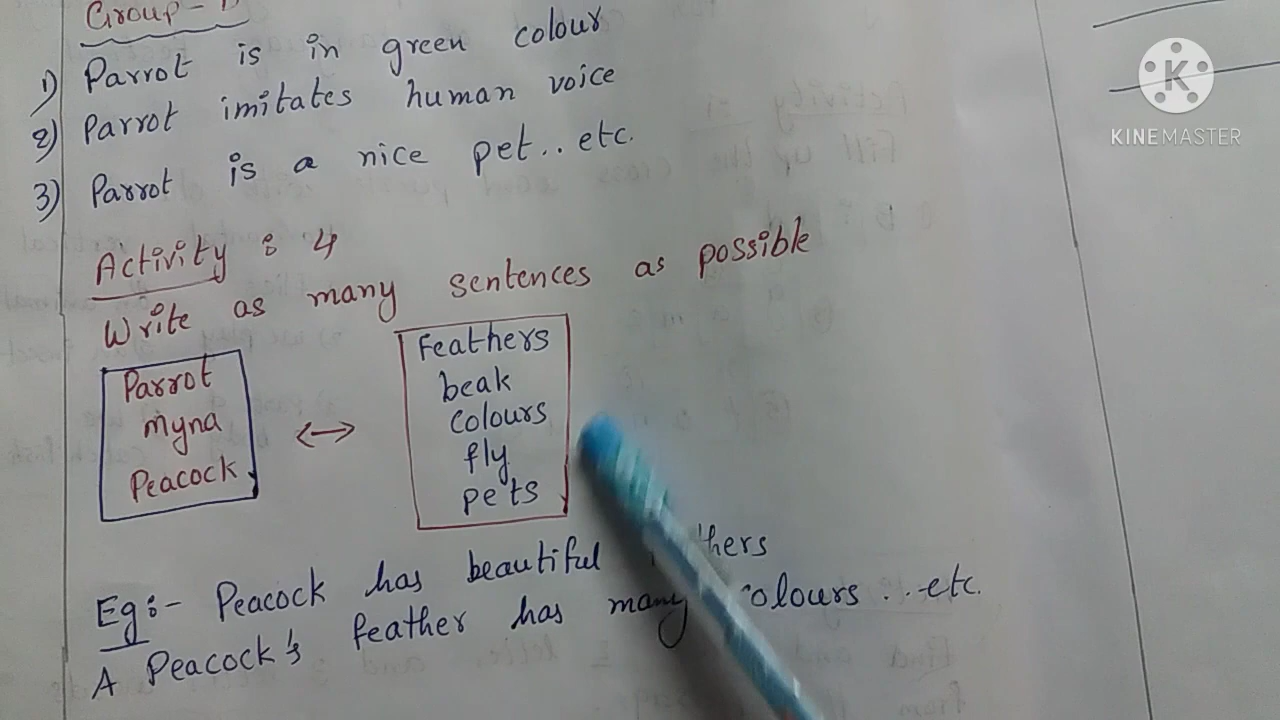 Group-
1) Parrot is in green colour
2) Parrot imitates human voice
3) Parrot is a nice pet..etc.
Activity : 4
Write as many sentences as possible
Parrot
myna
Peacock
↔
Feathers
beak
colours
fly
pets
Eg:- Peacock has beautiful
A Peacock's feather has many colours...etc.
KINEMASTER